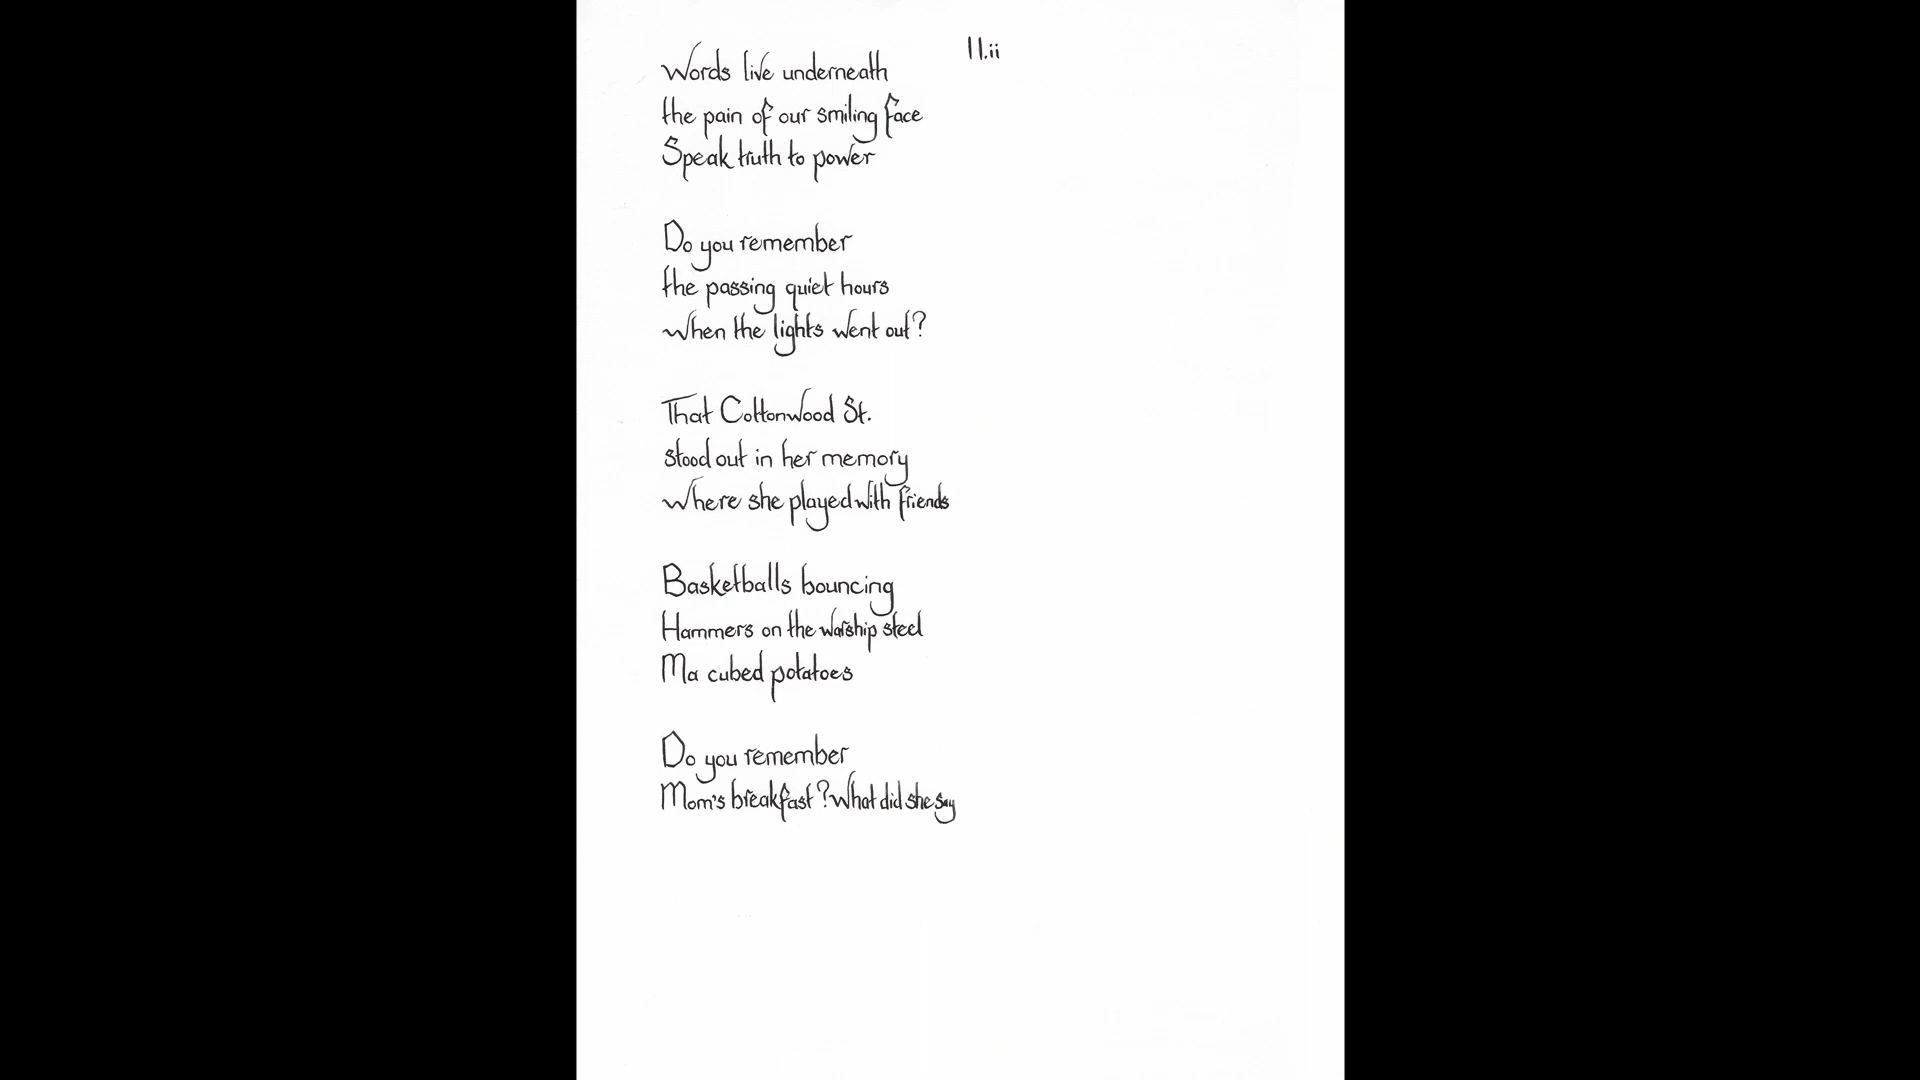 11.ii
Words live underneath
the pain of our smiling face
Speak truth to power
Do you remember
the passing quiet hours
When the lights went out?
That Cottonwood St.
stood out in her memory
Where she played with friends
Basketballs bouncing
Hammers on the warship steel
Ma cubed potatoes
Do you remember
Mom's breakfast? What did she say